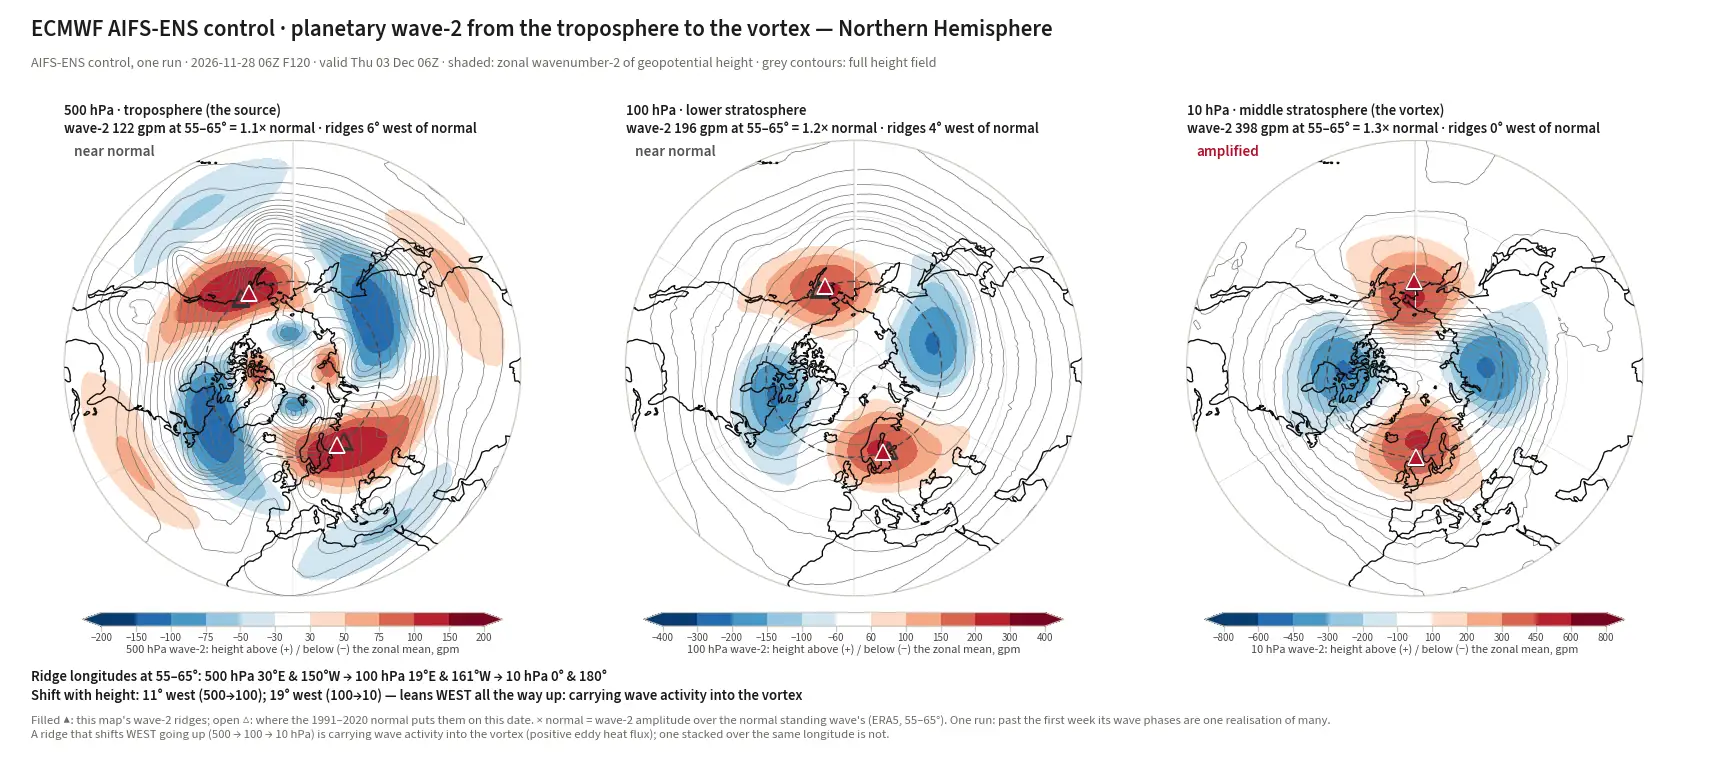 ECMWF AIFS-ENS control · planetary wave-2 from the troposphere to the vortex — Northern Hemisphere
AIFS-ENS control, one run · 2026-11-28 06Z F120 · valid Thu 03 Dec 06Z · shaded: zonal wavenumber-2 of geopotential height · grey contours: full height field
500 hPa · troposphere (the source)
wave-2 122 gpm at 55–65° = 1.1× normal · ridges 6° west of normal
near normal
100 hPa · lower stratosphere
wave-2 196 gpm at 55–65° = 1.2× normal · ridges 4° west of normal
near normal
10 hPa · middle stratosphere (the vortex)
wave-2 398 gpm at 55–65° = 1.3× normal · ridges 0° west of normal
amplified
−200 −150 −100 −75 −50 −30 30 50 75 100 150 200
500 hPa wave-2: height above (+) / below (−) the zonal mean, gpm
−400 −300 −200 −150 −100 −60 60 100 150 200 300 400
100 hPa wave-2: height above (+) / below (−) the zonal mean, gpm
−800 −600 −450 −300 −200 −100 100 200 300 450 600 800
10 hPa wave-2: height above (+) / below (−) the zonal mean, gpm
Ridge longitudes at 55–65°: 500 hPa 30°E & 150°W → 100 hPa 19°E & 161°W → 10 hPa 0° & 180°
Shift with height: 11° west (500→100); 19° west (100→10) — leans WEST all the way up: carrying wave activity into the vortex
Filled ▲: this map's wave-2 ridges; open △: where the 1991–2020 normal puts them on this date. × normal = wave-2 amplitude over the normal standing wave's (ERA5, 55–65°). One run: past the first week its wave phases are one realisation of many.
A ridge that shifts WEST going up (500 → 100 → 10 hPa) is carrying wave activity into the vortex (positive eddy heat flux); one stacked over the same longitude is not.